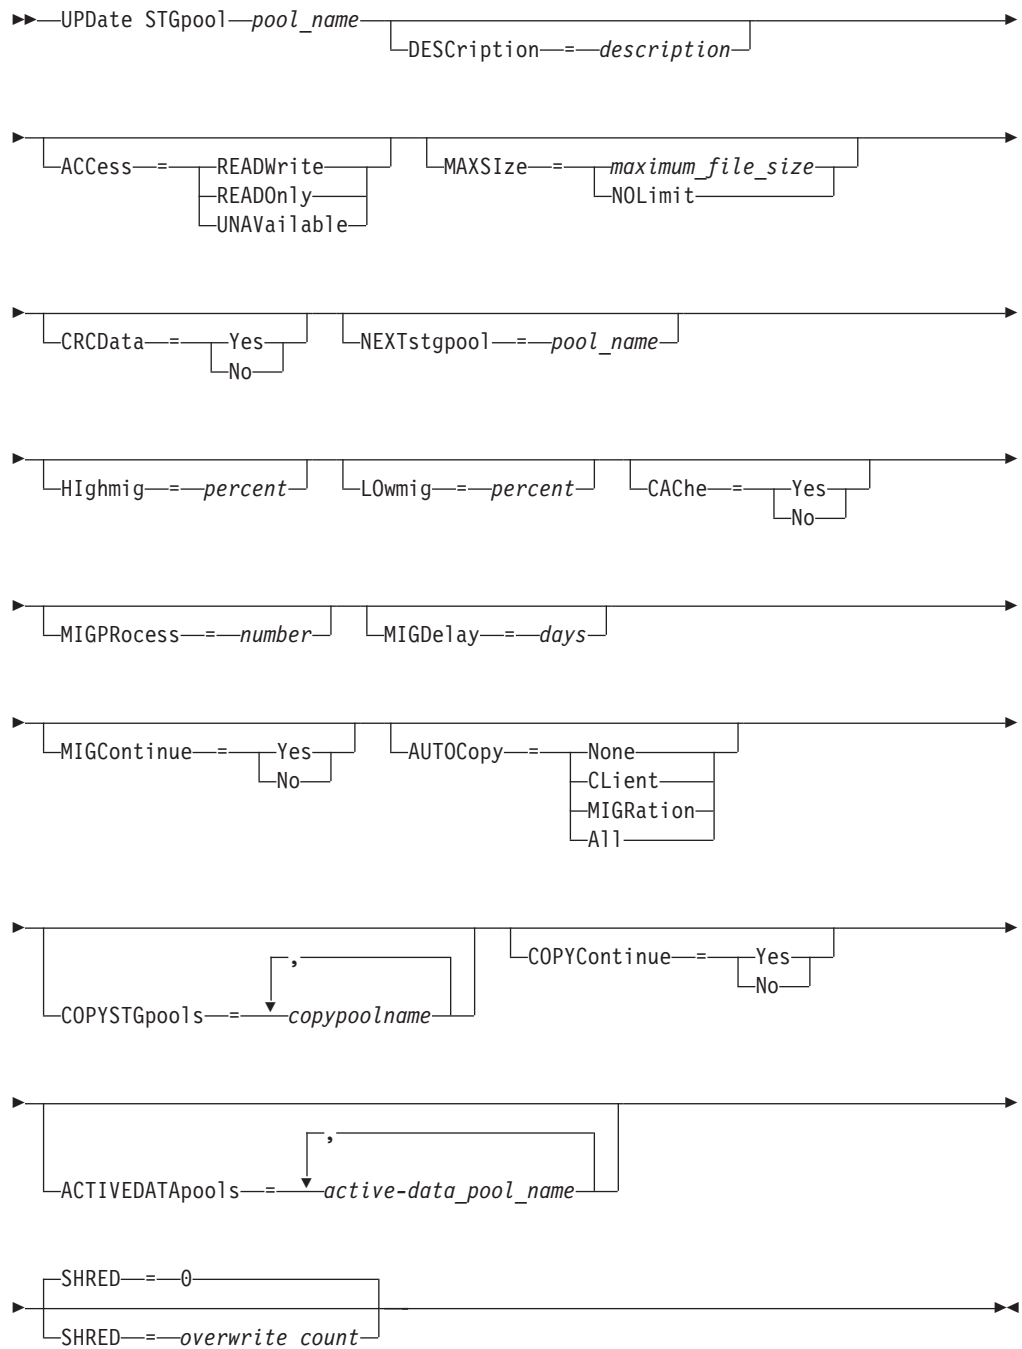 UPDate STGpool pool_name
DESCription = description
ACCess = READWrite
READOnly
UNAVailable
MAXSIze = maximum_file_size
NOLimit
CRCData = Yes
No
NEXTstgpool = pool_name
HIghmig = percent
LOwmig = percent
CAChe = Yes
No
MIGPRocess = number
MIGDelay = days
MIGContinue = Yes
No
AUTOCopy = None
CLient
MIGRation
All
,
COPYSTGpools = copypoolname
COPYContinue = Yes
No
,
ACTIVEDATApools = active-data_pool_name
SHRED = 0
SHRED = overwrite count